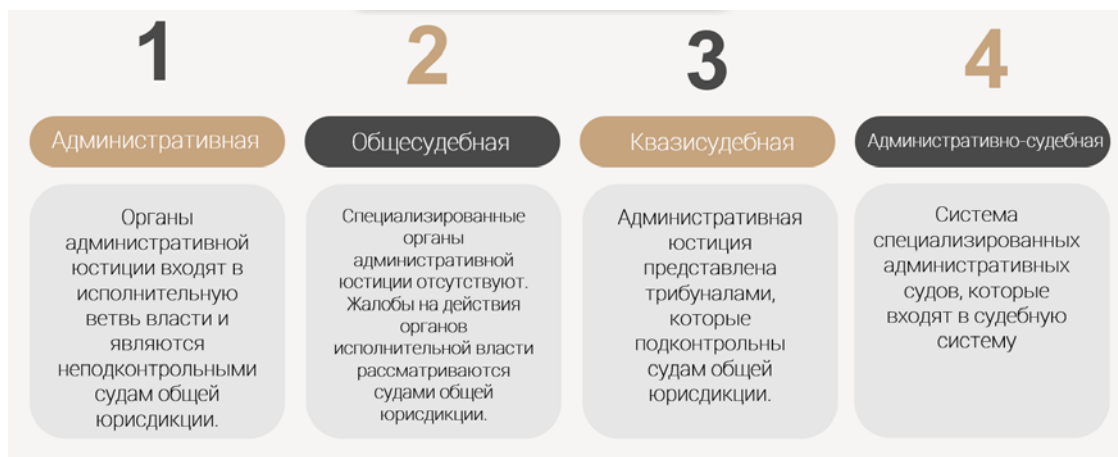 1
Административная
Органы
административной
юстиции входят в
исполнительную
ветвь власти и
являются
неподконтрольными
судам общей
юрисдикции.
2
Общесудебная
Специализированные
органы
административной
юстиции отсутствуют.
Жалобы на действия
органов
исполнительной власти
рассматриваются
судами общей
юрисдикции.
3
Квазисудебная
Административная
юстиция
представлена
трибуналами,
которые
подконтрольны
судам общей
юрисдикции.
4
Административно-судебная
Система
специализированных
административных
судов, которые
входят в судебную
систему